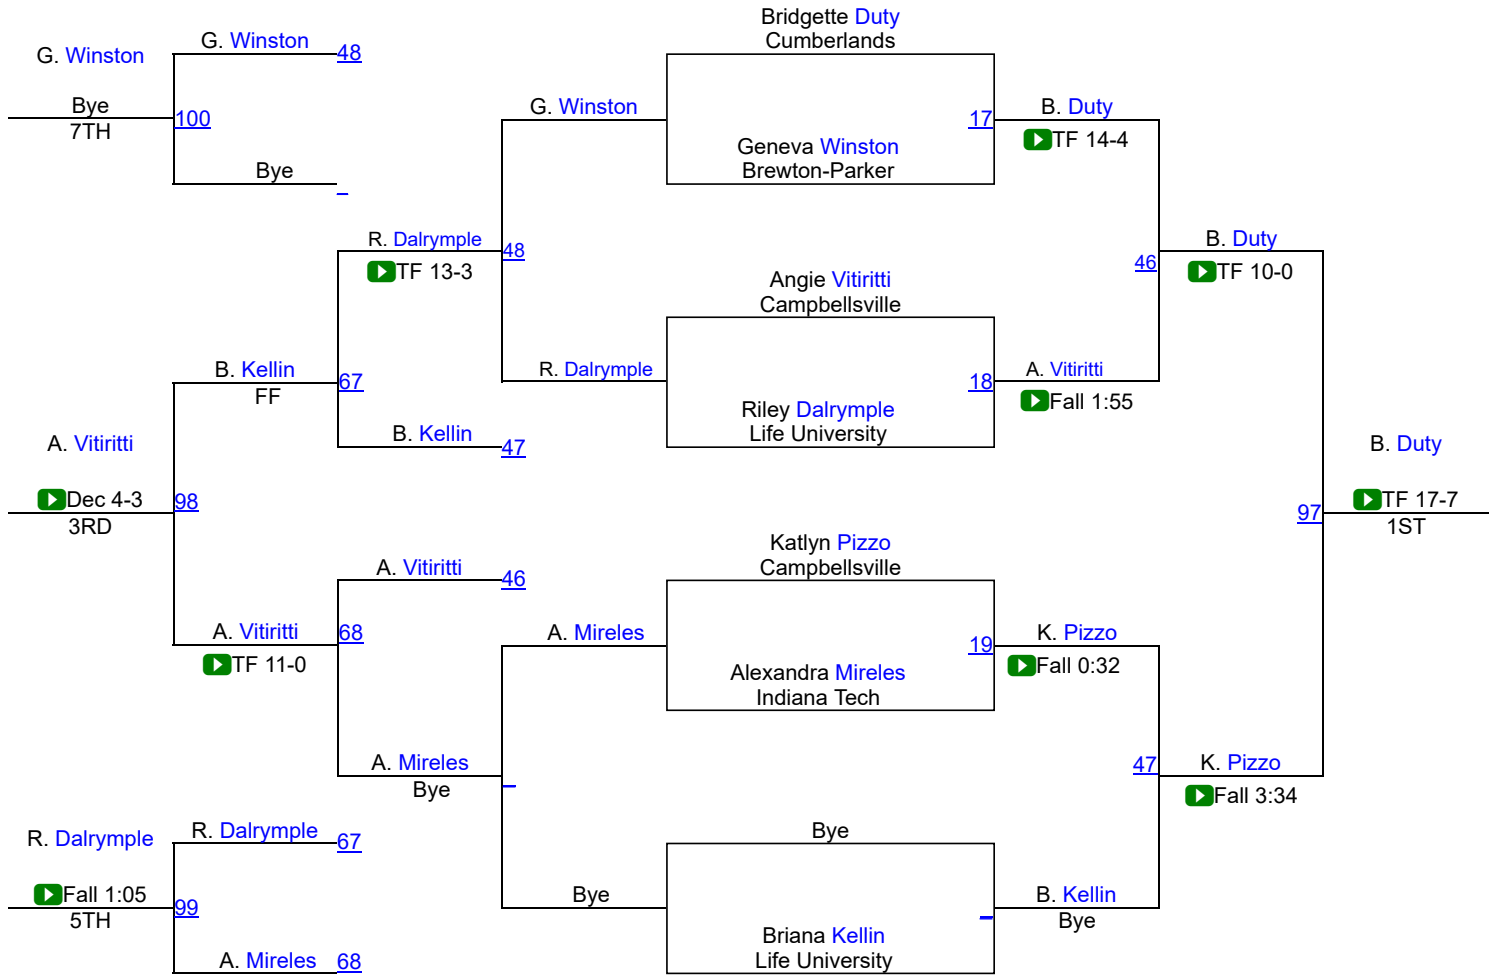 G. Winston
Bye
7TH
G. Winston
48
100
Bye
R. Dalrymple
TF 13-3
B. Kellin
FF
67
B. Kellin
47
A. Vitiritti
Dec 4-3
3RD
98
A. Vitiritti
46
A. Vitiritti
TF 11-0
68
A. Mireles
Bye
R. Dalrymple
Fall 1:05
5TH
R. Dalrymple
67
99
A. Mireles
68
G. Winston
48
R. Dalrymple
A. Mireles
Bye
Bridgette Duty
Cumberlands
17
Geneva Winston
Brewton-Parker
Angie Vitiritti
Campbellsville
18
Riley Dalrymple
Life University
Katlyn Pizzo
Campbellsville
19
Alexandra Mireles
Indiana Tech
Bye
Briana Kellin
Life University
B. Duty
TF 14-4
46
A. Vitiritti
Fall 1:55
K. Pizzo
Fall 0:32
47
B. Kellin
Bye
B. Duty
TF 10-0
97
K. Pizzo
Fall 3:34
B. Duty
TF 17-7
1ST